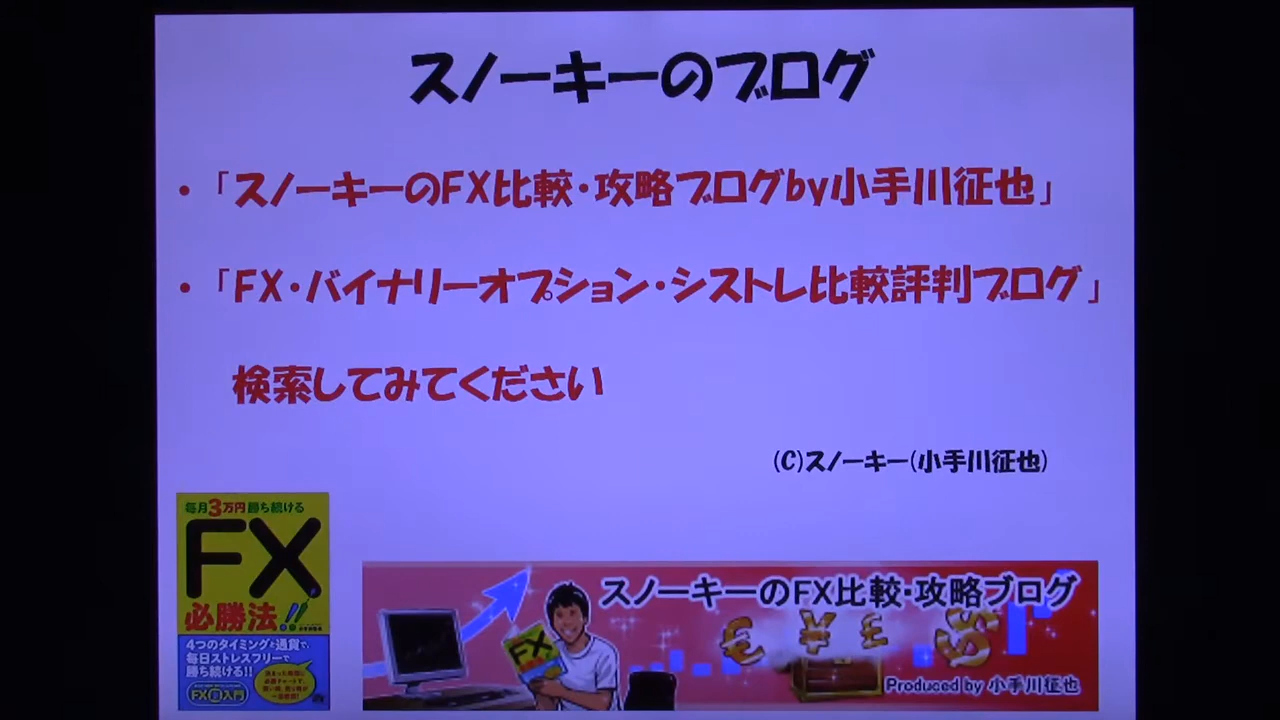 スノーキーのブログ
・「スノーキーのFX比較・攻略ブログby小手川征也」
・「FX・バイナリーオプション・シストレ比較評判ブログ」
検索してみてください
(C)スノーキー(小手川征也)
毎月3万円勝ち続ける
FX
必勝法!!
4つのタイミングと通貨で、
毎日ストレスフリーで
勝ち続ける!!
スノーキーのFX比較・攻略ブログ
FX
Produced by 小手川征也